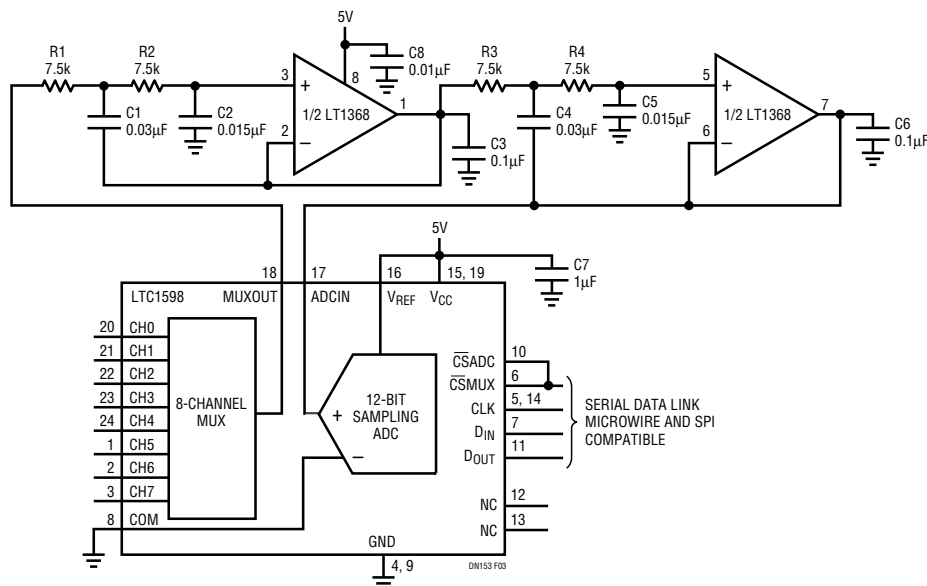 5V
R1
7.5k
R2
7.5k
C8
0.01µF
R3
7.5k
R4
7.5k
3
+
8
5
+
C1
0.03µF
C2
0.015µF
1/2 LT1368
1
C4
0.03µF
C5
0.015µF
1/2 LT1368
7
2
–
C3
0.1µF
6
–
C6
0.1µF
5V
C7
1µF
18
17
16
15, 19
LTC1598
MUXOUT
ADCIN
VREF
VCC
20 CH0
21 CH1
22 CH2
23 CH3
24 CH4
1 CH5
2 CH6
3 CH7
8 COM
8-CHANNEL
MUX
+
–
12-BIT
SAMPLING
ADC
C̅S̅ADC 10
C̅S̅MUX 6
CLK 5, 14
DIN 7
DOUT 11
NC 12
NC 13
SERIAL DATA LINK
MICROWIRE AND SPI
COMPATIBLE
GND
4, 9
DN153 F03